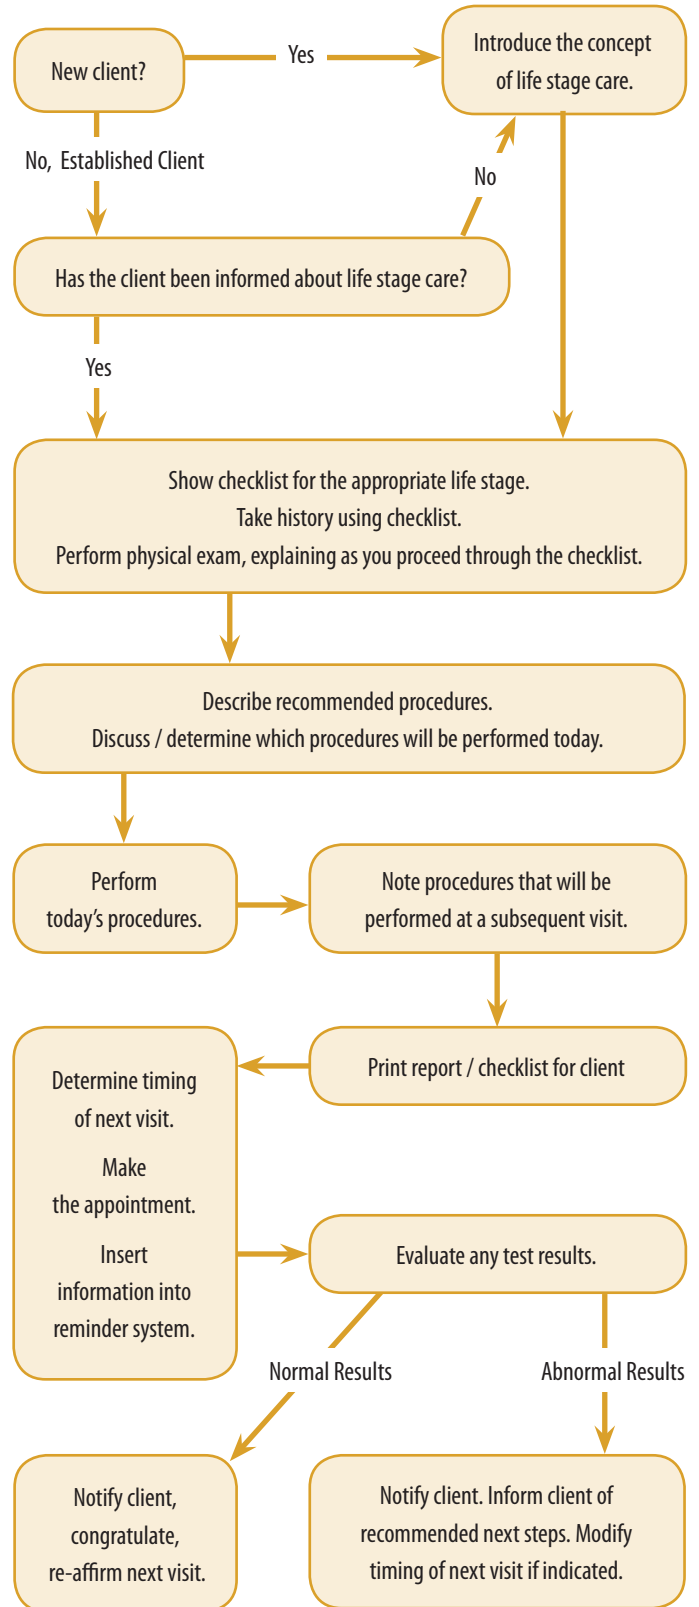 New client?
Yes
Introduce the concept
of life stage care.
No, Established Client
No
Has the client been informed about life stage care?
Yes
Show checklist for the appropriate life stage.
Take history using checklist.
Perform physical exam, explaining as you proceed through the checklist.
Describe recommended procedures.
Discuss / determine which procedures will be performed today.
Perform
today’s procedures.
Note procedures that will be
performed at a subsequent visit.
Print report / checklist for client
Determine timing
of next visit.
Make
the appointment.
Insert
information into
reminder system.
Evaluate any test results.
Normal Results
Abnormal Results
Notify client,
congratulate,
re-affirm next visit.
Notify client. Inform client of
recommended next steps. Modify
timing of next visit if indicated.